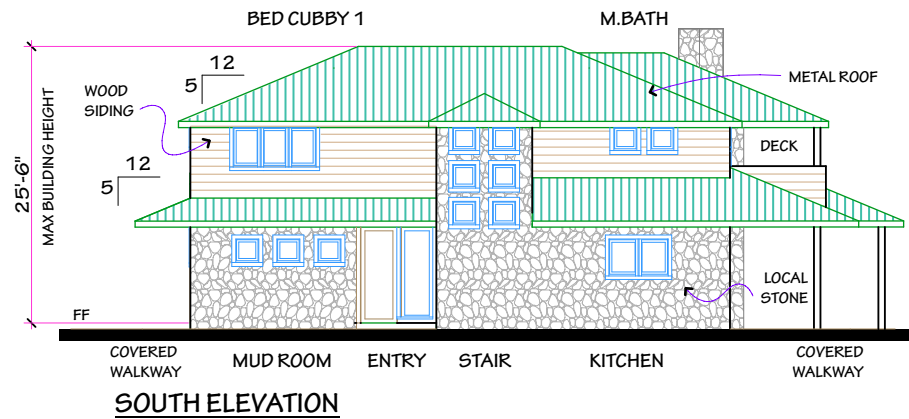 BED CUBBY 1
M.BATH
12
5
METAL ROOF
WOOD
SIDING
DECK
12
5
25'-6"
MAX BUILDING HEIGHT
LOCAL
STONE
FF
COVERED
WALKWAY
MUD ROOM
ENTRY
STAIR
KITCHEN
COVERED
WALKWAY
SOUTH ELEVATION